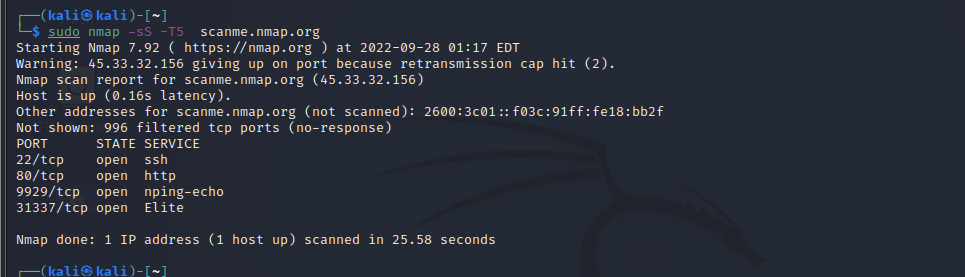 ┌──(kali㉿kali)-[~]
└─$ sudo nmap -sS -T5  scanme.nmap.org
Starting Nmap 7.92 ( https://nmap.org ) at 2022-09-28 01:17 EDT
Warning: 45.33.32.156 giving up on port because retransmission cap hit (2).
Nmap scan report for scanme.nmap.org (45.33.32.156)
Host is up (0.16s latency).
Other addresses for scanme.nmap.org (not scanned): 2600:3c01::f03c:91ff:fe18:bb2f
Not shown: 996 filtered tcp ports (no-response)
PORT      STATE SERVICE
22/tcp    open  ssh
80/tcp    open  http
9929/tcp  open  nping-echo
31337/tcp open  Elite
Nmap done: 1 IP address (1 host up) scanned in 25.58 seconds
┌──(kali㉿kali)-[~]